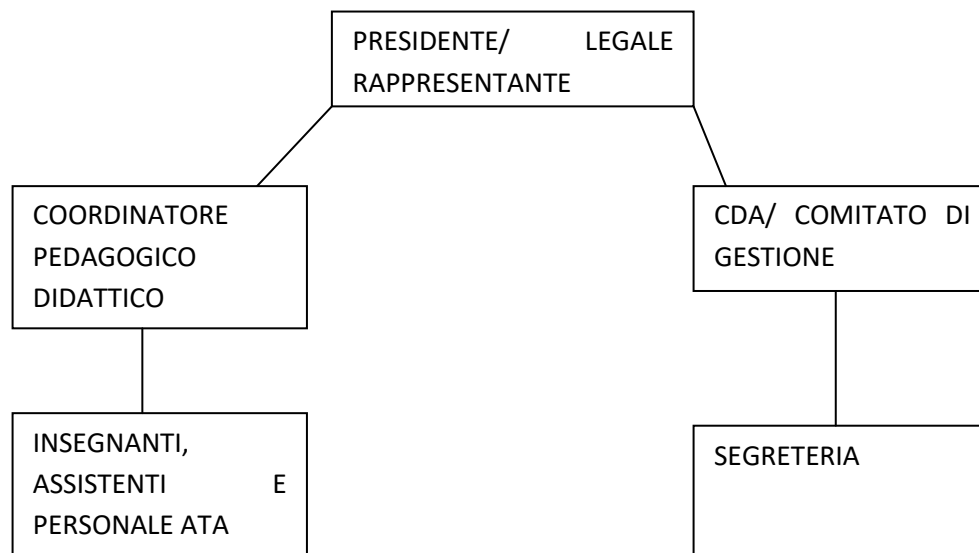 PRESIDENTE/ LEGALE
RAPPRESENTANTE
COORDINATORE
PEDAGOGICO
DIDATTICO
CDA/ COMITATO DI
GESTIONE
INSEGNANTI,
ASSISTENTI E
PERSONALE ATA
SEGRETERIA